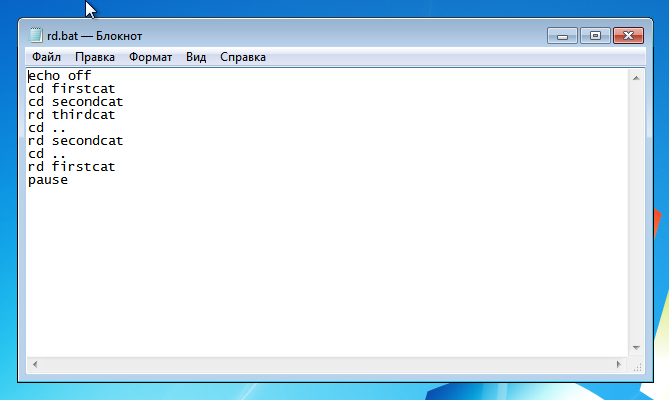 rd.bat — Блокнот
Файл Правка Формат Вид Справка
echo off
cd firstcat
cd secondcat
rd thirdcat
cd ..
rd secondcat
cd ..
rd firstcat
pause